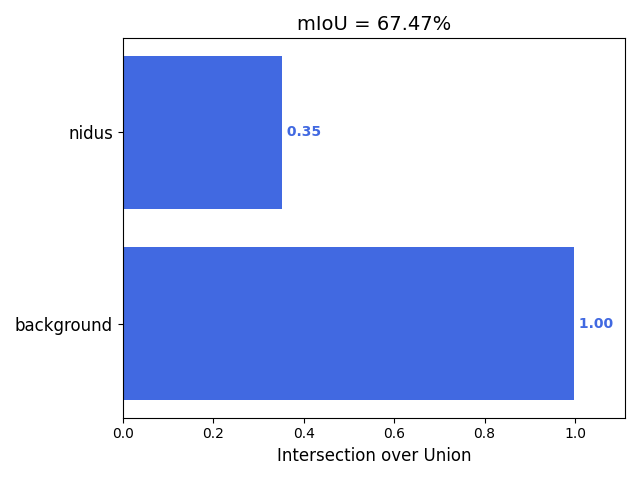 mIoU = 67.47%
nidus
0.35
background
1.00
0.0 0.2 0.4 0.6 0.8 1.0
Intersection over Union